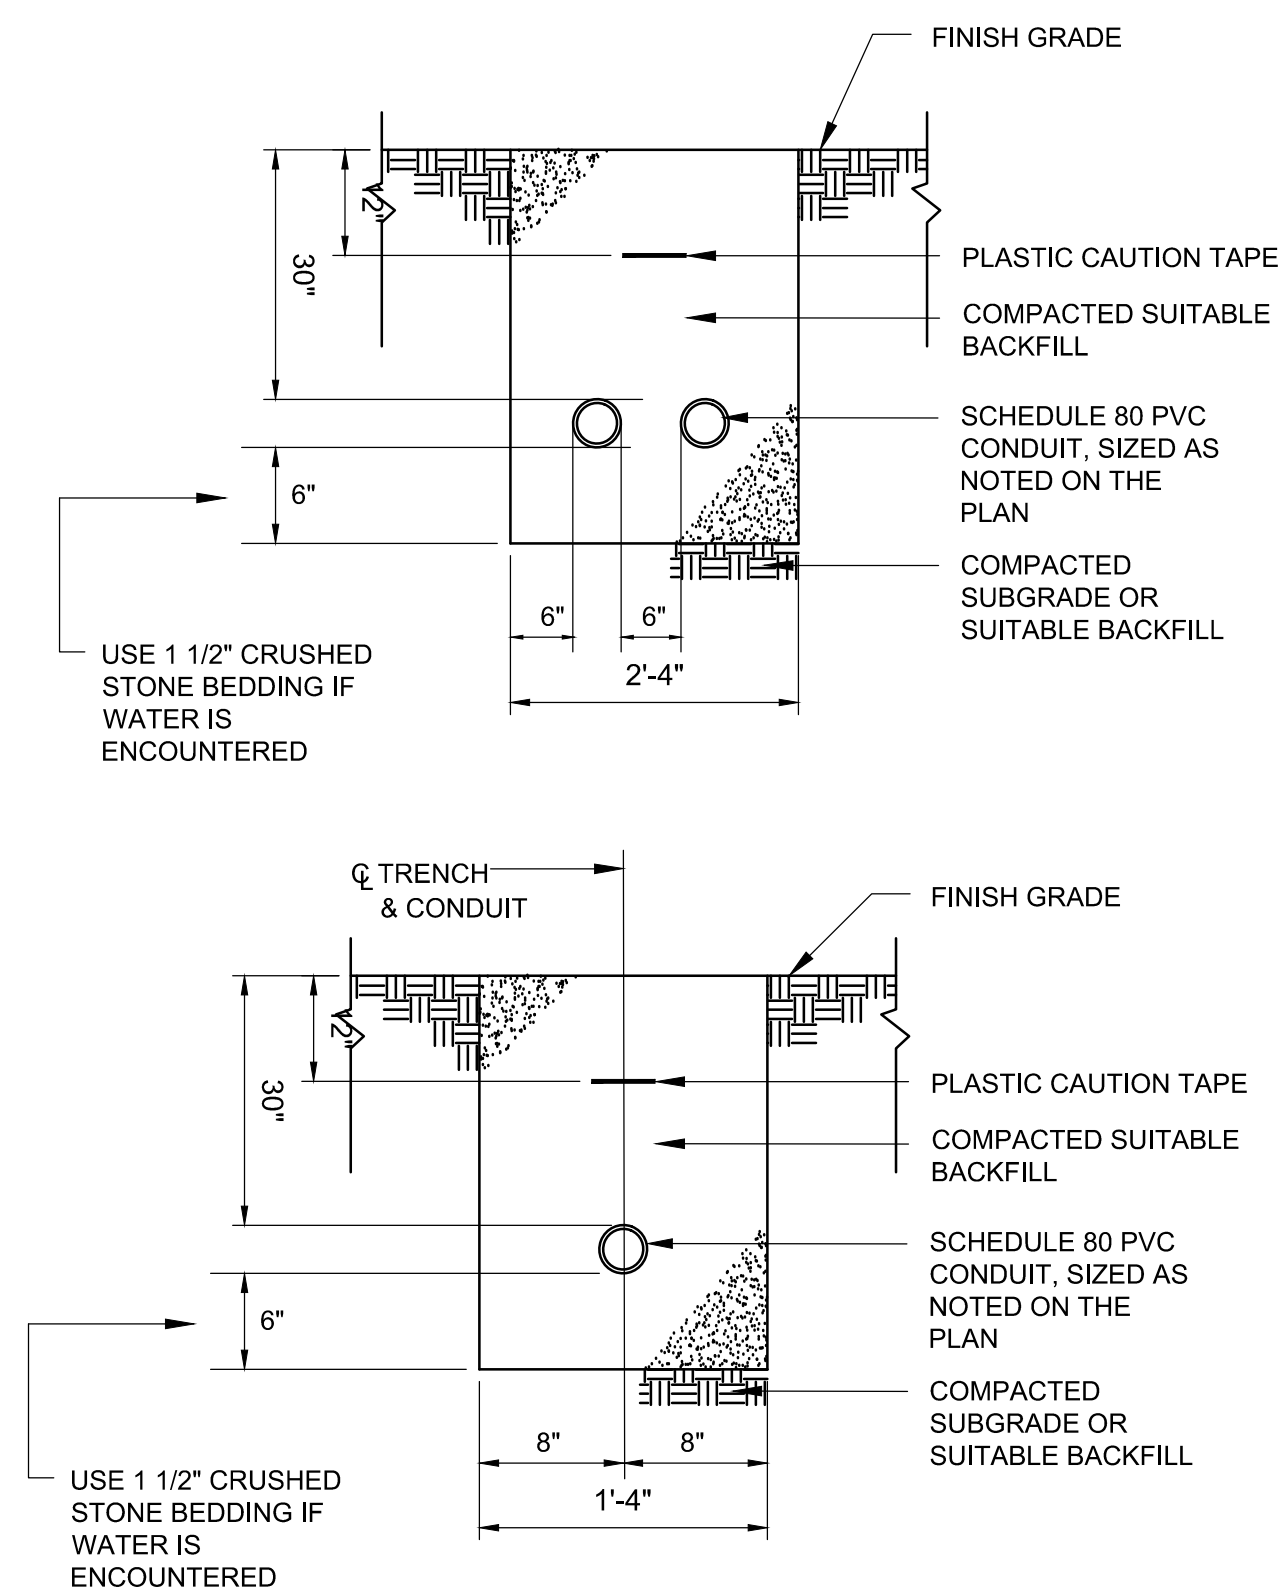 FINISH GRADE
12"
30"
PLASTIC CAUTION TAPE
COMPACTED SUITABLE
BACKFILL
SCHEDULE 80 PVC
CONDUIT, SIZED AS
NOTED ON THE
PLAN
6"
COMPACTED
SUBGRADE OR
SUITABLE BACKFILL
6"
6"
2'-4"
USE 1 1/2" CRUSHED
STONE BEDDING IF
WATER IS
ENCOUNTERED
℄ TRENCH
& CONDUIT
FINISH GRADE
12"
30"
PLASTIC CAUTION TAPE
COMPACTED SUITABLE
BACKFILL
SCHEDULE 80 PVC
CONDUIT, SIZED AS
NOTED ON THE
PLAN
6"
COMPACTED
SUBGRADE OR
SUITABLE BACKFILL
8"
8"
1'-4"
USE 1 1/2" CRUSHED
STONE BEDDING IF
WATER IS
ENCOUNTERED